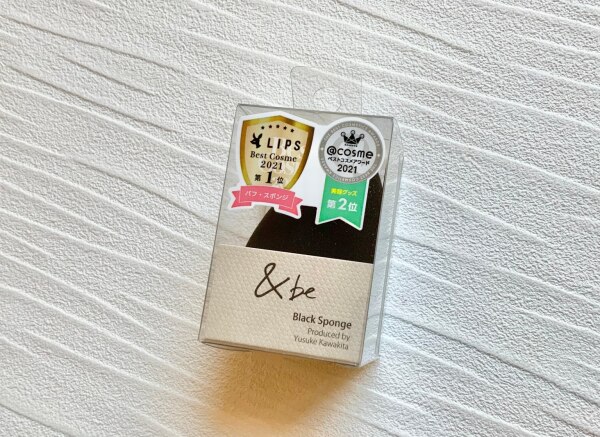 LIPS
Best Cosme
2021
第1位
パフ・スポンジ
@cosme
ベストコスメアワード
2021
美容グッズ
第2位
&be
Black Sponge
Produced by
Yusuke Kawakita